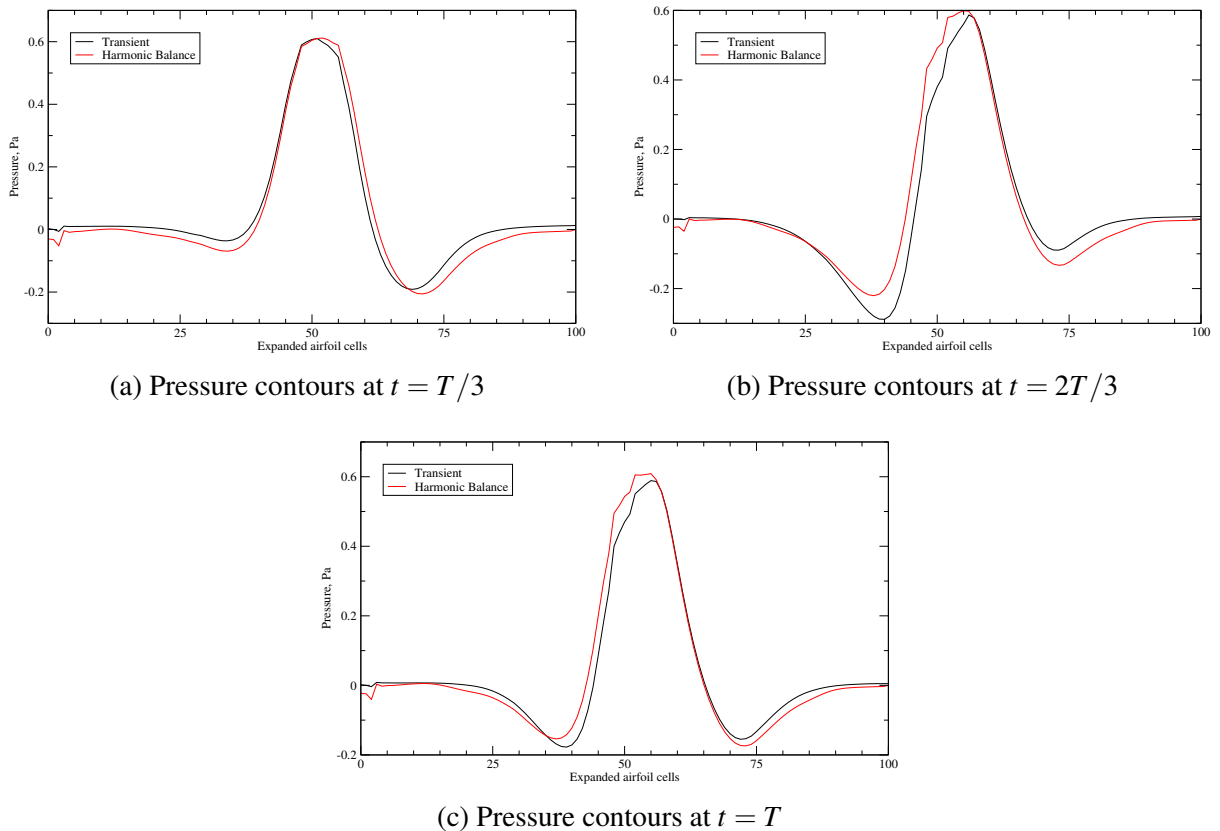 0.6
0.4
0.2
0
-0.2
Pressure, Pa
Transient
Harmonic Balance
0 25 50 75 100
Expanded airfoil cells
(a) Pressure contours at t = T/3
0.6
0.4
0.2
0
-0.2
Pressure, Pa
Transient
Harmonic Balance
0 25 50 75 100
Expanded airfoil cells
(b) Pressure contours at t = 2T/3
0.6
0.4
0.2
0
-0.2
Pressure, Pa
Transient
Harmonic Balance
0 25 50 75 100
Expanded airfoil cells
(c) Pressure contours at t = T